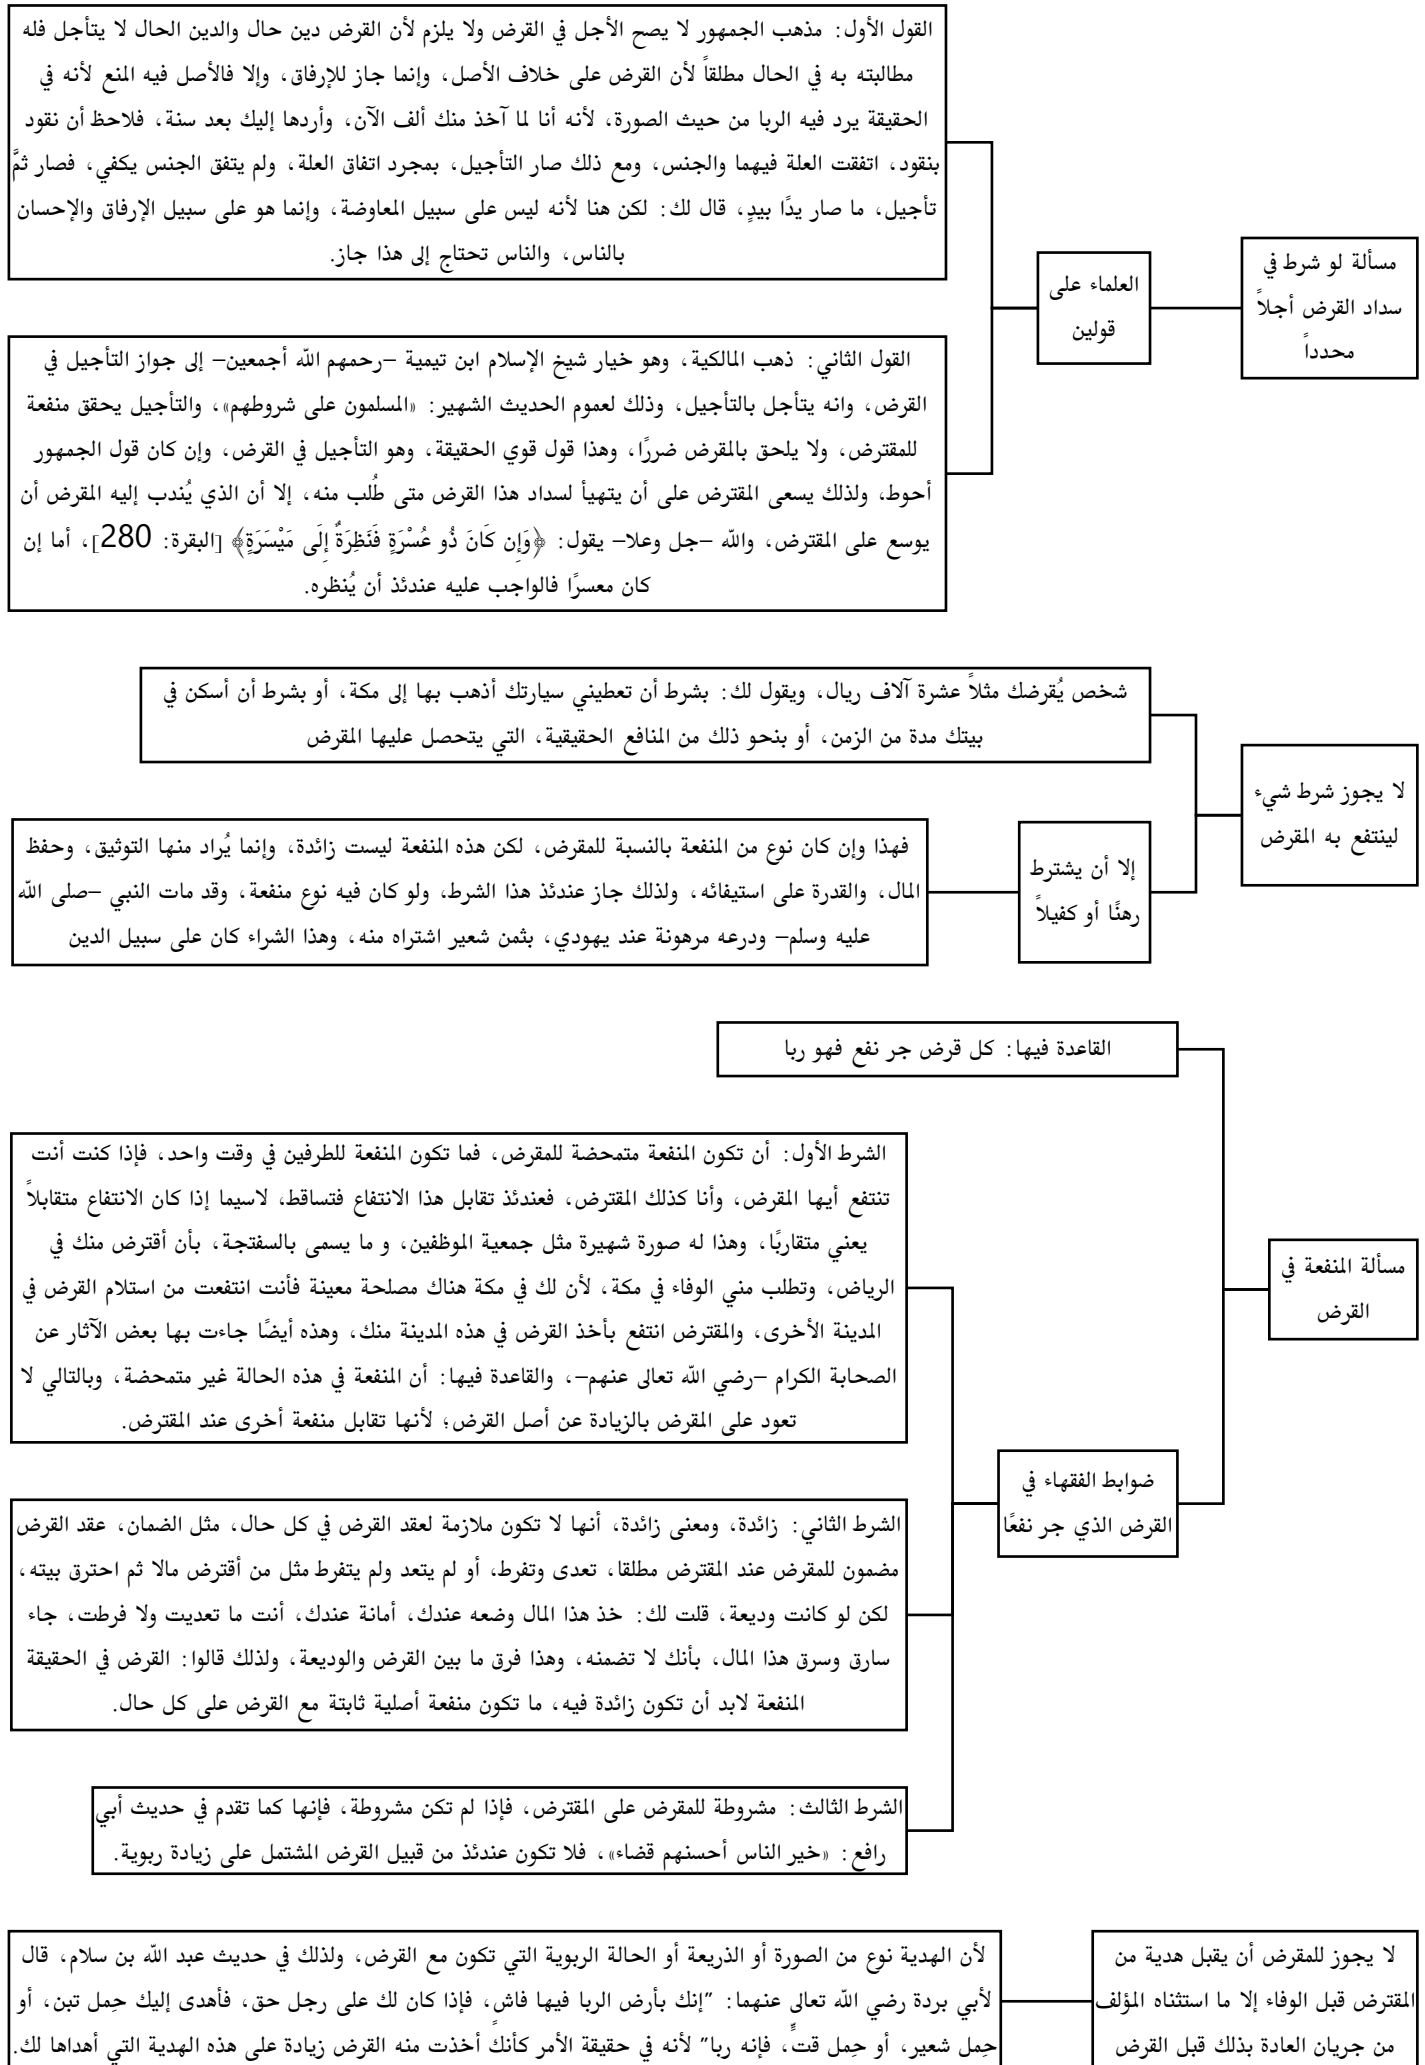 مسألة لو شرط في
سداد القرض أجلاً
محدداً
العلماء على
قولين
القول الأول: مذهب الجمهور لا يصح الأجل في القرض ولا يلزم لأن القرض دين حال والدين الحال لا يتأجل فله
مطالبته به في الحال مطلقاً لأن القرض على خلاف الأصل، وإنما جاز للإرفاق، وإلا فالأصل فيه المنع لأنه في
الحقيقة يرد فيه الربا من حيث الصورة، لأنه أنا لما آخذ منك ألف الآن، وأردها إليك بعد سنة، فلاحظ أن نقود
بنقود، اتفقت العلة فيهما والجنس، ومع ذلك صار التأجيل، بمجرد اتفاق العلة، ولم يتفق الجنس يكفي، فصار ثمَّ
تأجيل، ما صار يدًا بيدٍ، قال لك: لكن هنا لأنه ليس على سبيل المعاوضة، وإنما هو على سبيل الإرفاق والإحسان
بالناس، والناس تحتاج إلى هذا جاز.
القول الثاني: ذهب المالكية، وهو خيار شيخ الإسلام ابن تيمية –رحمهم الله أجمعين– إلى جواز التأجيل في
القرض، وانه يتأجل بالتأجيل، وذلك لعموم الحديث الشهير: «المسلمون على شروطهم»، والتأجيل يحقق منفعة
للمقترض، ولا يلحق بالمقرض ضررًا، وهذا قول قوي الحقيقة، وهو التأجيل في القرض، وإن كان قول الجمهور
أحوط، ولذلك يسعى المقترض على أن يتهيأ لسداد هذا القرض متى طُلب منه، إلا أن الذي يُندب إليه المقرض أن
يوسع على المقترض، والله –جل وعلا– يقول: ﴿وَإِن كَانَ ذُو عُسْرَةٍ فَنَظِرَةٌ إِلَى مَيْسَرَةٍ﴾ [البقرة: 280]، أما إن
كان معسرًا فالواجب عليه عندئذ أن يُنظره.
لا يجوز شرط شيء
لينتفع به المقرض
شخص يُقرضك مثلاً عشرة آلاف ريال، ويقول لك: بشرط أن تعطيني سيارتك أذهب بها إلى مكة، أو بشرط أن أسكن في
بيتك مدة من الزمن، أو بنحو ذلك من المنافع الحقيقية، التي يتحصل عليها المقرض
إلا أن يشترط
رهنًا أو كفيلاً
فهذا وإن كان نوع من المنفعة بالنسبة للمقرض، لكن هذه المنفعة ليست زائدة، وإنما يُراد منها التوثيق، وحفظ
المال، والقدرة على استيفائه، ولذلك جاز عندئذ هذا الشرط، ولو كان فيه نوع منفعة، وقد مات النبي –صلى الله
عليه وسلم– ودرعه مرهونة عند يهودي، بثمن شعير اشتراه منه، وهذا الشراء كان على سبيل الدين
مسألة المنفعة في
القرض
القاعدة فيها: كل قرض جر نفع فهو ربا
ضوابط الفقهاء في
القرض الذي جر نفعًا
الشرط الأول: أن تكون المنفعة متمحضة للمقرض، فما تكون المنفعة للطرفين في وقت واحد، فإذا كنت أنت
تنتفع أيها المقرض، وأنا كذلك المقترض، فعندئذ تقابل هذا الانتفاع فتساقط، لاسيما إذا كان الانتفاع متقابلاً
يعني متقاربًا، وهذا له صورة شهيرة مثل جمعية الموظفين، و ما يسمى بالسفتجة، بأن أقترض منك في
الرياض، وتطلب مني الوفاء في مكة، لأن لك في مكة هناك مصلحة معينة فأنت انتفعت من استلام القرض في
المدينة الأخرى، والمقترض انتفع بأخذ القرض في هذه المدينة منك، وهذه أيضًا جاءت بها بعض الآثار عن
الصحابة الكرام –رضي الله تعالى عنهم–، والقاعدة فيها: أن المنفعة في هذه الحالة غير متمحضة، وبالتالي لا
تعود على المقرض بالزيادة عن أصل القرض؛ لأنها تقابل منفعة أخرى عند المقترض.
الشرط الثاني: زائدة، ومعنى زائدة، أنها لا تكون ملازمة لعقد القرض في كل حال، مثل الضمان، عقد القرض
مضمون للمقرض عند المقترض مطلقا، تعدى وتفرط، أو لم يتعد ولم يتفرط مثل من أقترض مالا ثم احترق بيته،
لكن لو كانت وديعة، قلت لك: خذ هذا المال وضعه عندك، أمانة عندك، أنت ما تعديت ولا فرطت، جاء
سارق وسرق هذا المال، بأنك لا تضمنه، وهذا فرق ما بين القرض والوديعة، ولذلك قالوا: القرض في الحقيقة
المنفعة لابد أن تكون زائدة فيه، ما تكون منفعة أصلية ثابتة مع القرض على كل حال.
الشرط الثالث: مشروطة للمقرض على المقترض، فإذا لم تكن مشروطة، فإنها كما تقدم في حديث أبي
رافع: «خير الناس أحسنهم قضاء»، فلا تكون عندئذ من قبيل القرض المشتمل على زيادة ربوية.
لا يجوز للمقرض أن يقبل هدية من
المقترض قبل الوفاء إلا ما استثناه المؤلف
من جريان العادة بذلك قبل القرض
لأن الهدية نوع من الصورة أو الذريعة أو الحالة الربوية التي تكون مع القرض، ولذلك في حديث عبد الله بن سلام، قال
لأبي بردة رضي الله تعالى عنهما: "إنك بأرض الربا فيها فاشٍ، فإذا كان لك على رجل حق، فأهدى إليك حِمل تبن، أو
حِمل شعير، أو حِمل قتٍّ، فإنه ربا" لأنه في حقيقة الأمر كأنك أخذت منه القرض زيادة على هذه الهدية التي أهداها لك.